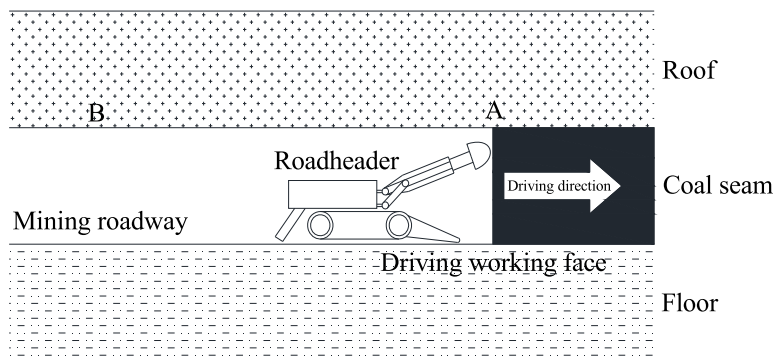 Roof
B
A
Roadheader
Driving direction
Coal seam
Mining roadway
Driving working face
Floor